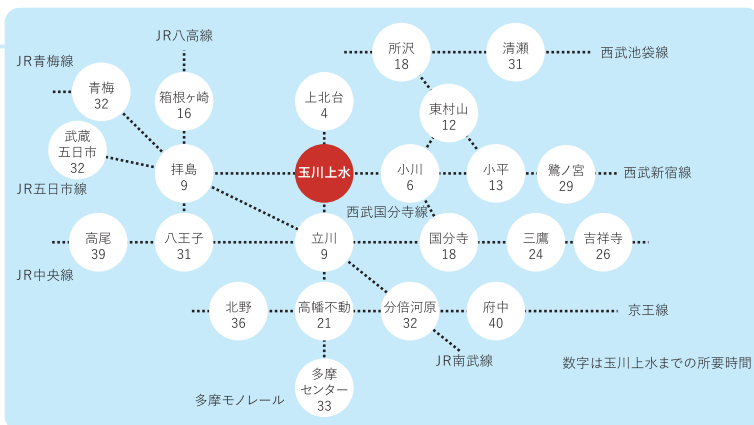 JR八高線
JR青梅線
青梅
32
箱根ヶ崎
16
上北台
4
所沢
18
清瀬
31
西武池袋線
東村山
12
武蔵
五日市
32
拝島
9
玉川上水
小川
6
小平
13
鷺ノ宮
29
西武新宿線
JR五日市線
西武国分寺線
高尾
39
八王子
31
立川
9
国分寺
18
三鷹
24
吉祥寺
26
JR中央線
北野
36
高幡不動
21
分倍河原
32
府中
40
京王線
JR南武線
数字は玉川上水までの所要時間
多摩
センター
33
多摩モノレール